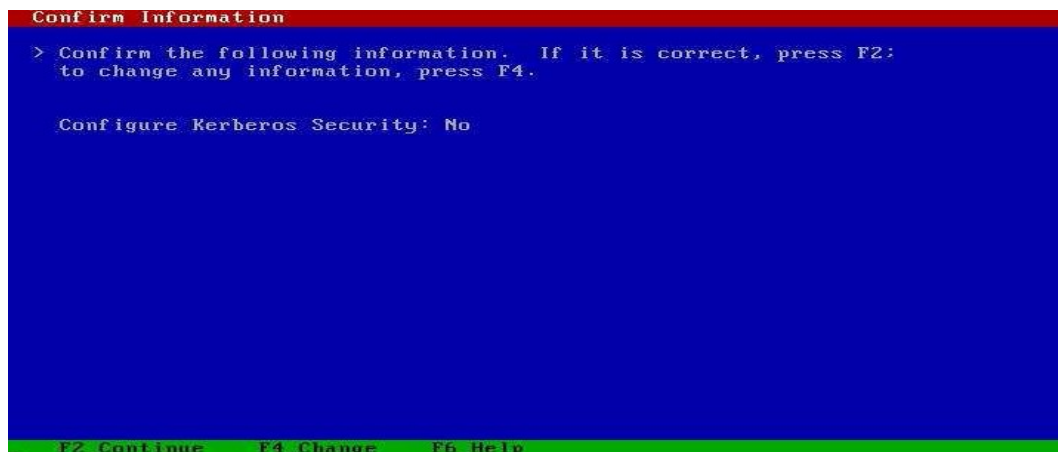 Confirm Information
> Confirm the following information. If it is correct, press F2;
to change any information, press F4.
Configure Kerberos Security: No
F2 Continue F4 Change F6 Help